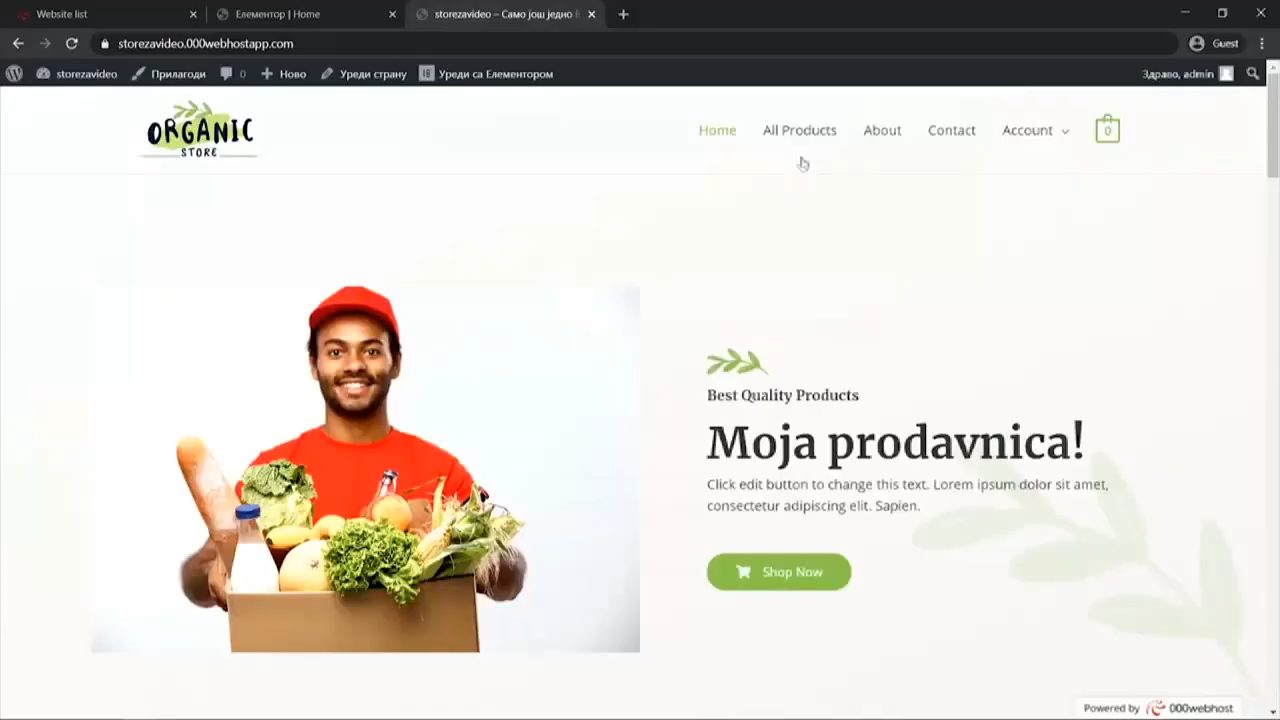 Website list
Елементор | Home
storezavideo – Само још једно
storezavideo.000webhostapp.com
Guest
storezavideo
Прилагоди
0
Ново
Уреди страну
Уреди са Елементором
Здраво, admin
ORGANIC
STORE
Home
All Products
About
Contact
Account
0
Best Quality Products
Moja prodavnica!
Click edit button to change this text. Lorem ipsum dolor sit amet,
consectetur adipiscing elit. Sapien.
Shop Now
Powered by 000webhost